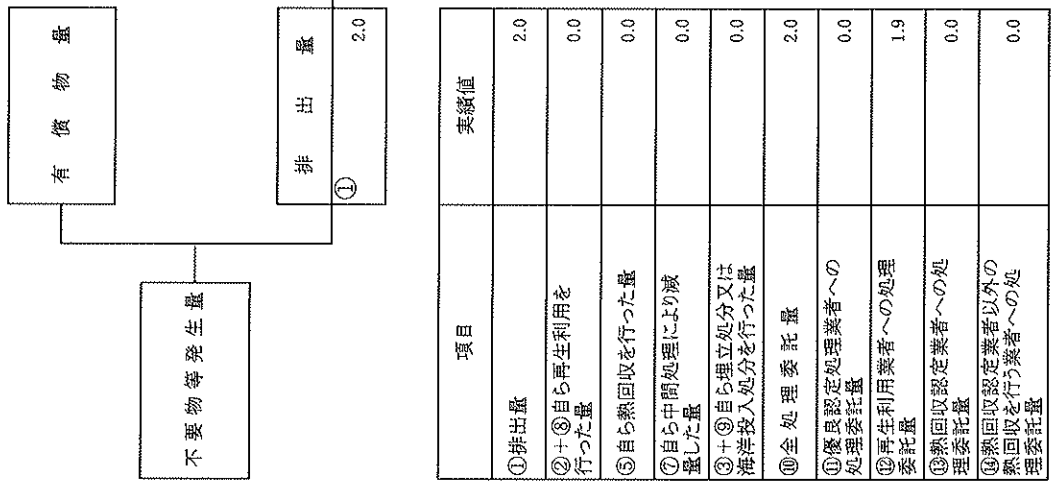 有 償 物 量
不 要 物 等 発 生 量
排 出 量
①
2.0
項目 実績値
①排出量 2.0
②+⑧自ら再生利用を
行った量 0.0
⑤自ら熱回収を行った量 0.0
⑦自ら中間処理により減
量した量 0.0
③+⑨自ら埋立処分又は
海洋投入処分を行った量 0.0
⑩全 処 理 委 託 量 2.0
⑪優良認定処理業者への
処理委託量 0.0
⑫再生利用業者への処理
委託量 1.9
⑬熱回収認定業者への処
理委託量 0.0
⑭熱回収認定業者以外の
熱回収を行う業者への処
理委託量 0.0